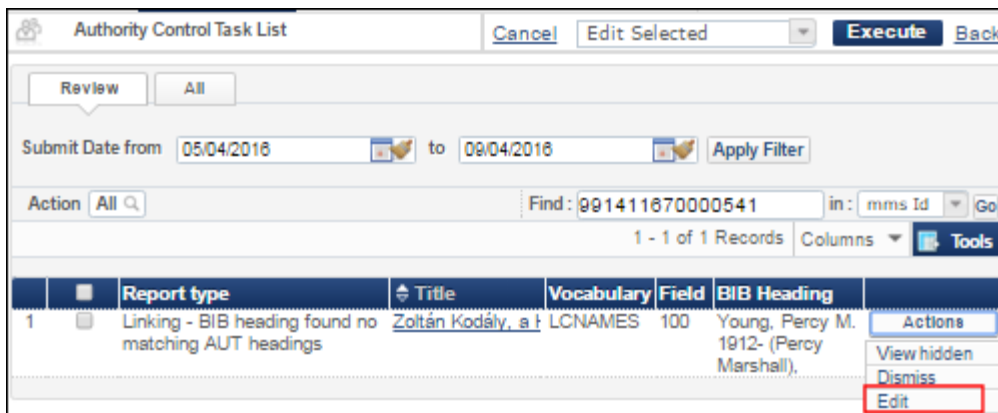 Authority Control Task List Cancel Edit Selected Execute Back
Review All
Submit Date from 05/04/2016 to 09/04/2016 Apply Filter
Action All Find : 991411670000541 in : mms Id Go
1 - 1 of 1 Records Columns Tools
Report type Title Vocabulary Field BIB Heading
1 Linking - BIB heading found no Zoltán Kodály, a LCNAMES 100 Young, Percy M. Actions
matching AUT headings 1912- (Percy View hidden
Marshall), Dismiss
Edit